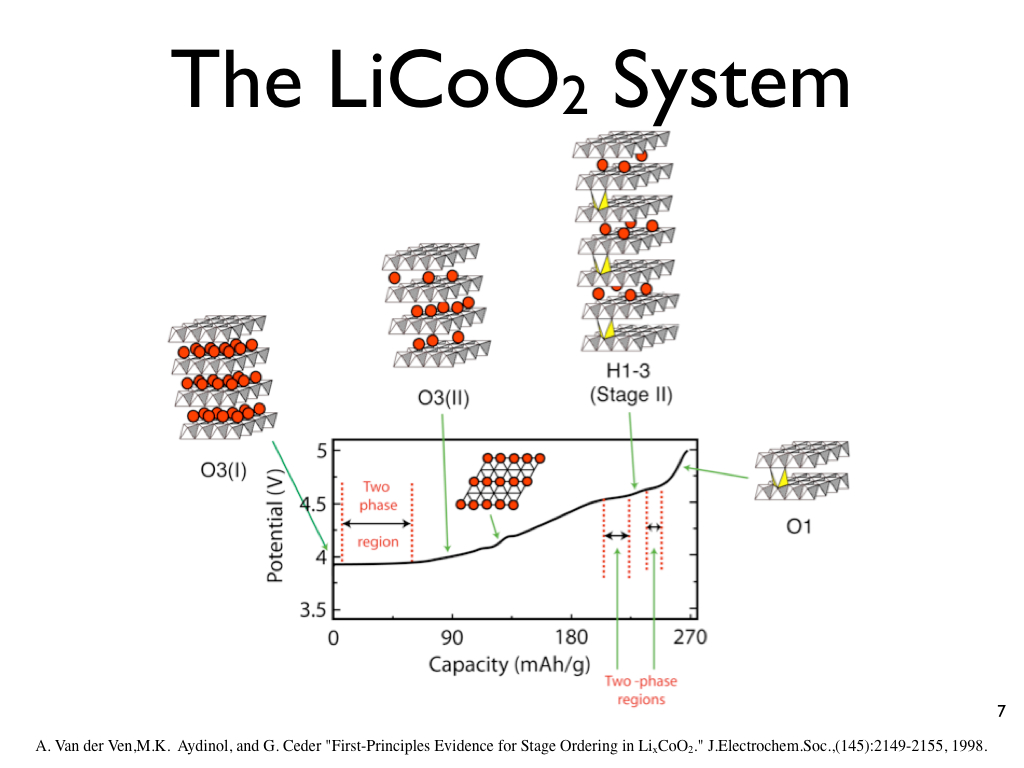 The LiCoO₂ System
H1-3
(Stage II)
O3(II)
O3(I)
O1
Potential (V)
5
4.5
4
3.5
Two
phase
region
0 90 180 270
Capacity (mAh/g)
Two -phase
regions
7
A. Van der Ven,M.K. Aydinol, and G. Ceder "First-Principles Evidence for Stage Ordering in LiₓCoO₂." J.Electrochem.Soc.,(145):2149-2155, 1998.